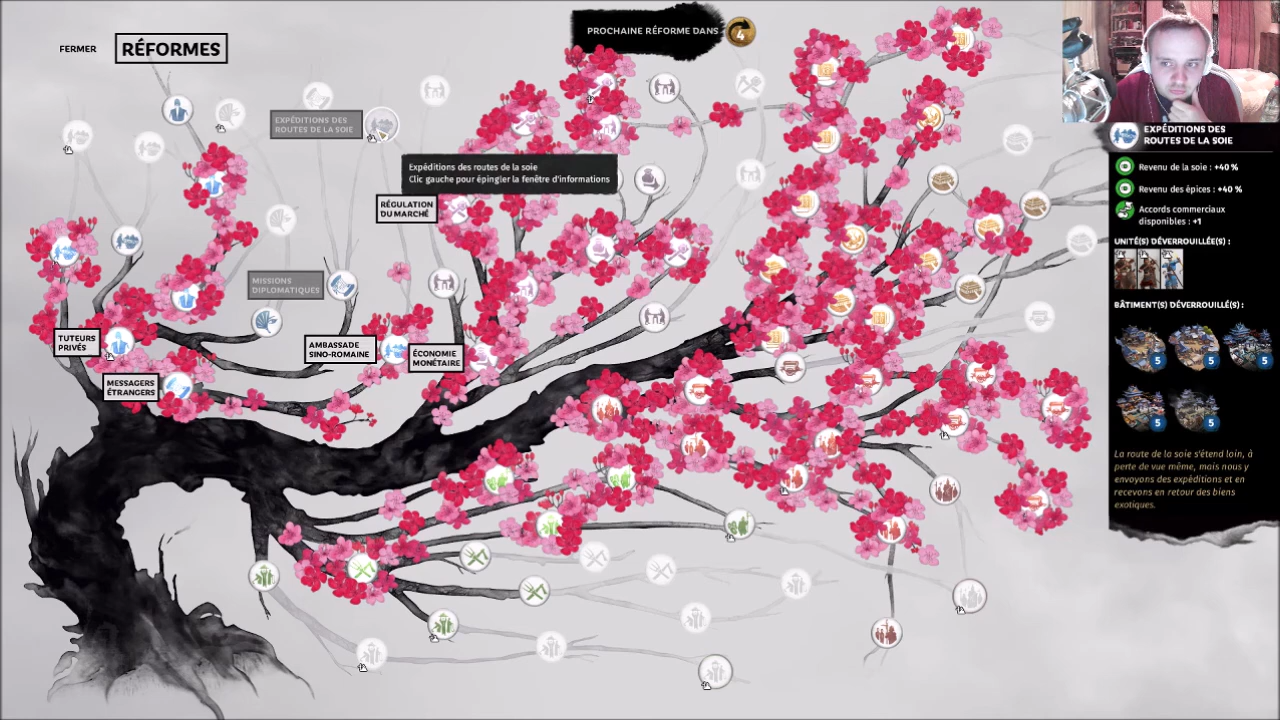 FERMER
RÉFORMES
PROCHAINE RÉFORME DANS
4
EXPÉDITIONS DES
ROUTES DE LA SOIE
Expéditions des routes de la soie
Clic gauche pour épingler la fenêtre d'informations
RÉGULATION
DU MARCHÉ
MISSIONS
DIPLOMATIQUES
TUTEURS
PRIVÉS
AMBASSADE
SINO-ROMAINE
ÉCONOMIE
MONÉTAIRE
MESSAGERS
ÉTRANGERS
EXPÉDITIONS DES
ROUTES DE LA SOIE
Revenu de la soie : +40 %
Revenu des épices : +40 %
Accords commerciaux
disponibles : +1
UNITÉ(S) DÉVERROUILLÉE(S) :
BÂTIMENT(S) DÉVERROUILLÉ(S) :
5
5
5
5
5
La route de la soie s'étend loin, à
perte de vue même, mais nous y
envoyons des expéditions et en
recevons en retour des biens
exotiques.